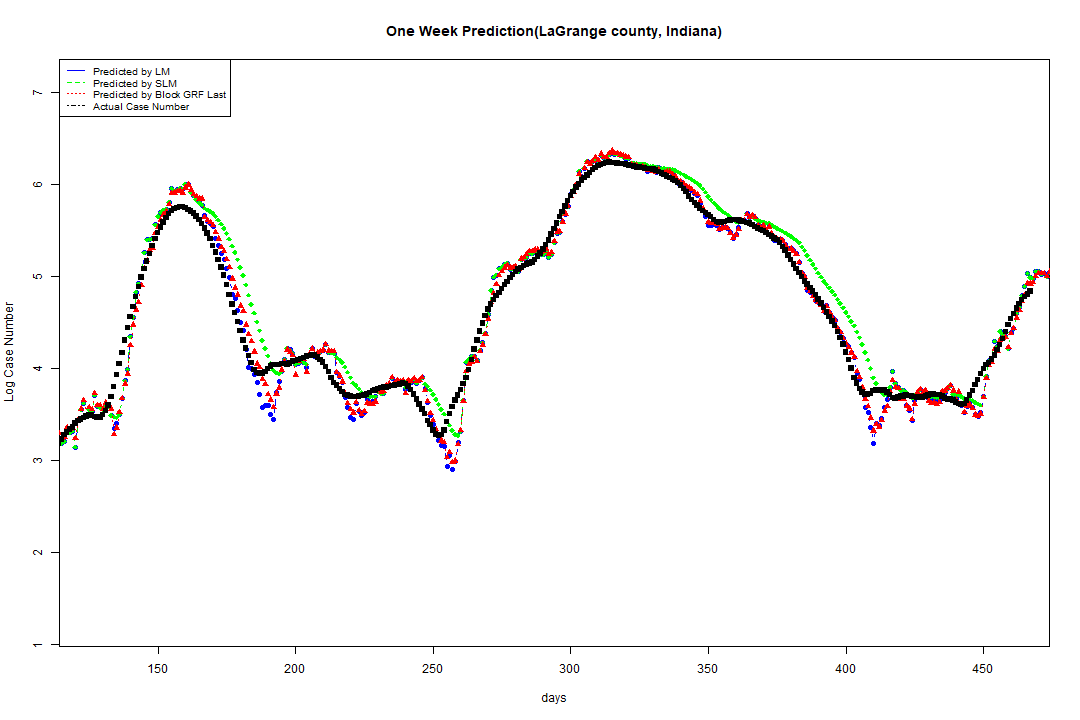 One Week Prediction(LaGrange county, Indiana)
Predicted by LM
Predicted by SLM
Predicted by Block GRF Last
Actual Case Number
7
6
5
4
3
2
1
Log Case Number
150 200 250 300 350 400 450
days